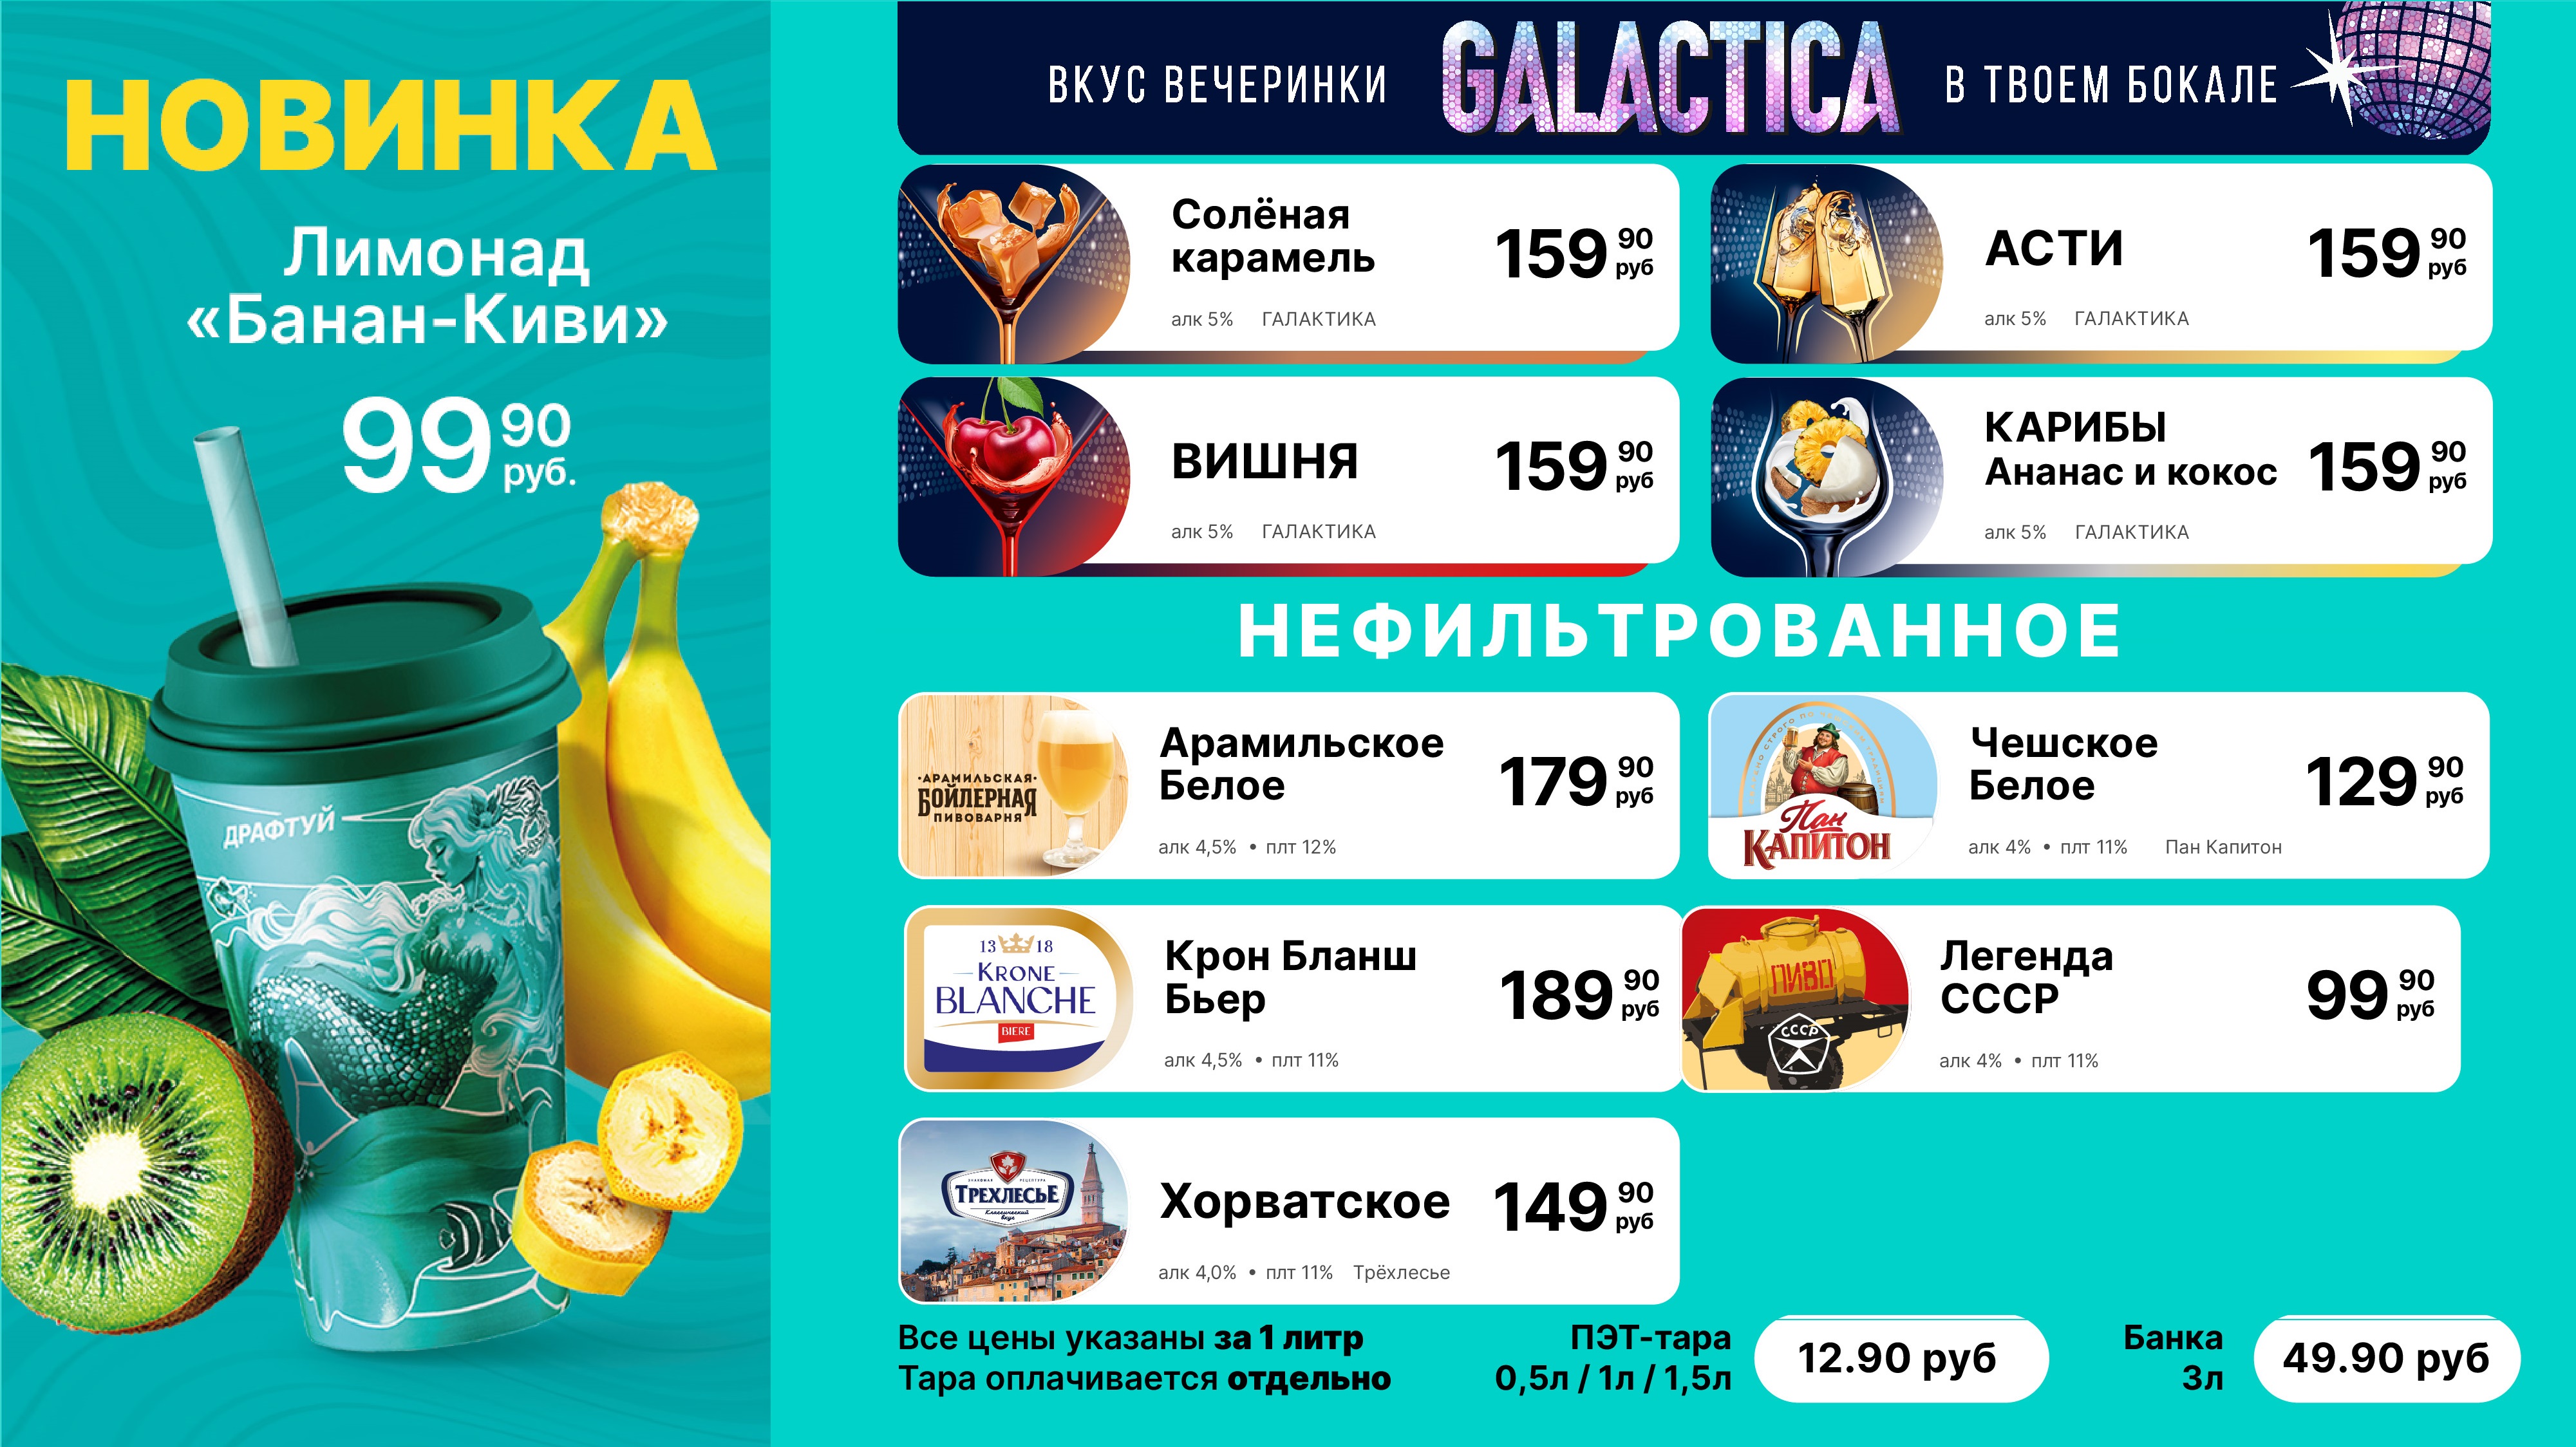 НОВИНКА
Лимонад
«Банан-Киви»
99 90 руб.
ДРАФТУЙ
ВКУС ВЕЧЕРИНКИ GALACTICA В ТВОЕМ БОКАЛЕ
Солёная
карамель
159 90 руб
алк 5% ГАЛАКТИКА
АСТИ
159 90 руб
алк 5% ГАЛАКТИКА
ВИШНЯ
159 90 руб
алк 5% ГАЛАКТИКА
КАРИБЫ
Ананас и кокос
159 90 руб
алк 5% ГАЛАКТИКА
НЕФИЛЬТРОВАННОЕ
•АРАМИЛЬСКАЯ•
БОЙЛЕРНАЯ
ПИВОВАРНЯ
Арамильское
Белое
179 90 руб
алк 4,5% • плт 12%
Пан
КАПИТОН
Чешское
Белое
129 90 руб
алк 4% • плт 11% Пан Капитон
13 18
KRONE
BLANCHE
BIERE
Крон Бланш
Бьер
189 90 руб
алк 4,5% • плт 11%
ПИВО
СССР
Легенда
СССР
99 90 руб
алк 4% • плт 11%
ТРЕХЛЕСЬЕ
Классический
вкус
Хорватское
149 90 руб
алк 4,0% • плт 11% Трёхлесье
Все цены указаны за 1 литр
Тара оплачивается отдельно
ПЭТ-тара
0,5л / 1л / 1,5л
12.90 руб
Банка
3л
49.90 руб